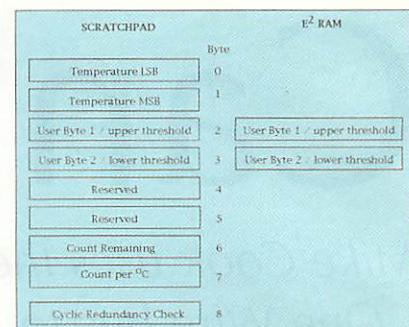 SCRATCHPAD E² RAM
Byte
Temperature LSB 0
Temperature MSB 1
User Byte 1 / upper threshold 2 User Byte 1 / upper threshold
User Byte 2 / lower threshold 3 User Byte 2 / lower threshold
Reserved 4
Reserved 5
Count Remaining 6
Count per °C 7
Cyclic Redundancy Check 8